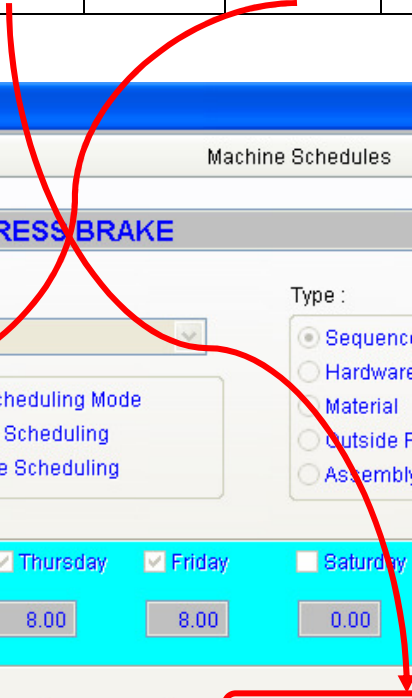 Machine Schedules
RESS BRAKE
Type :
Sequence
Hardware
Material
Outside P
Assembly
cheduling Mode
Scheduling
e Scheduling
Thursday
Friday
Saturday
8.00
8.00
0.00